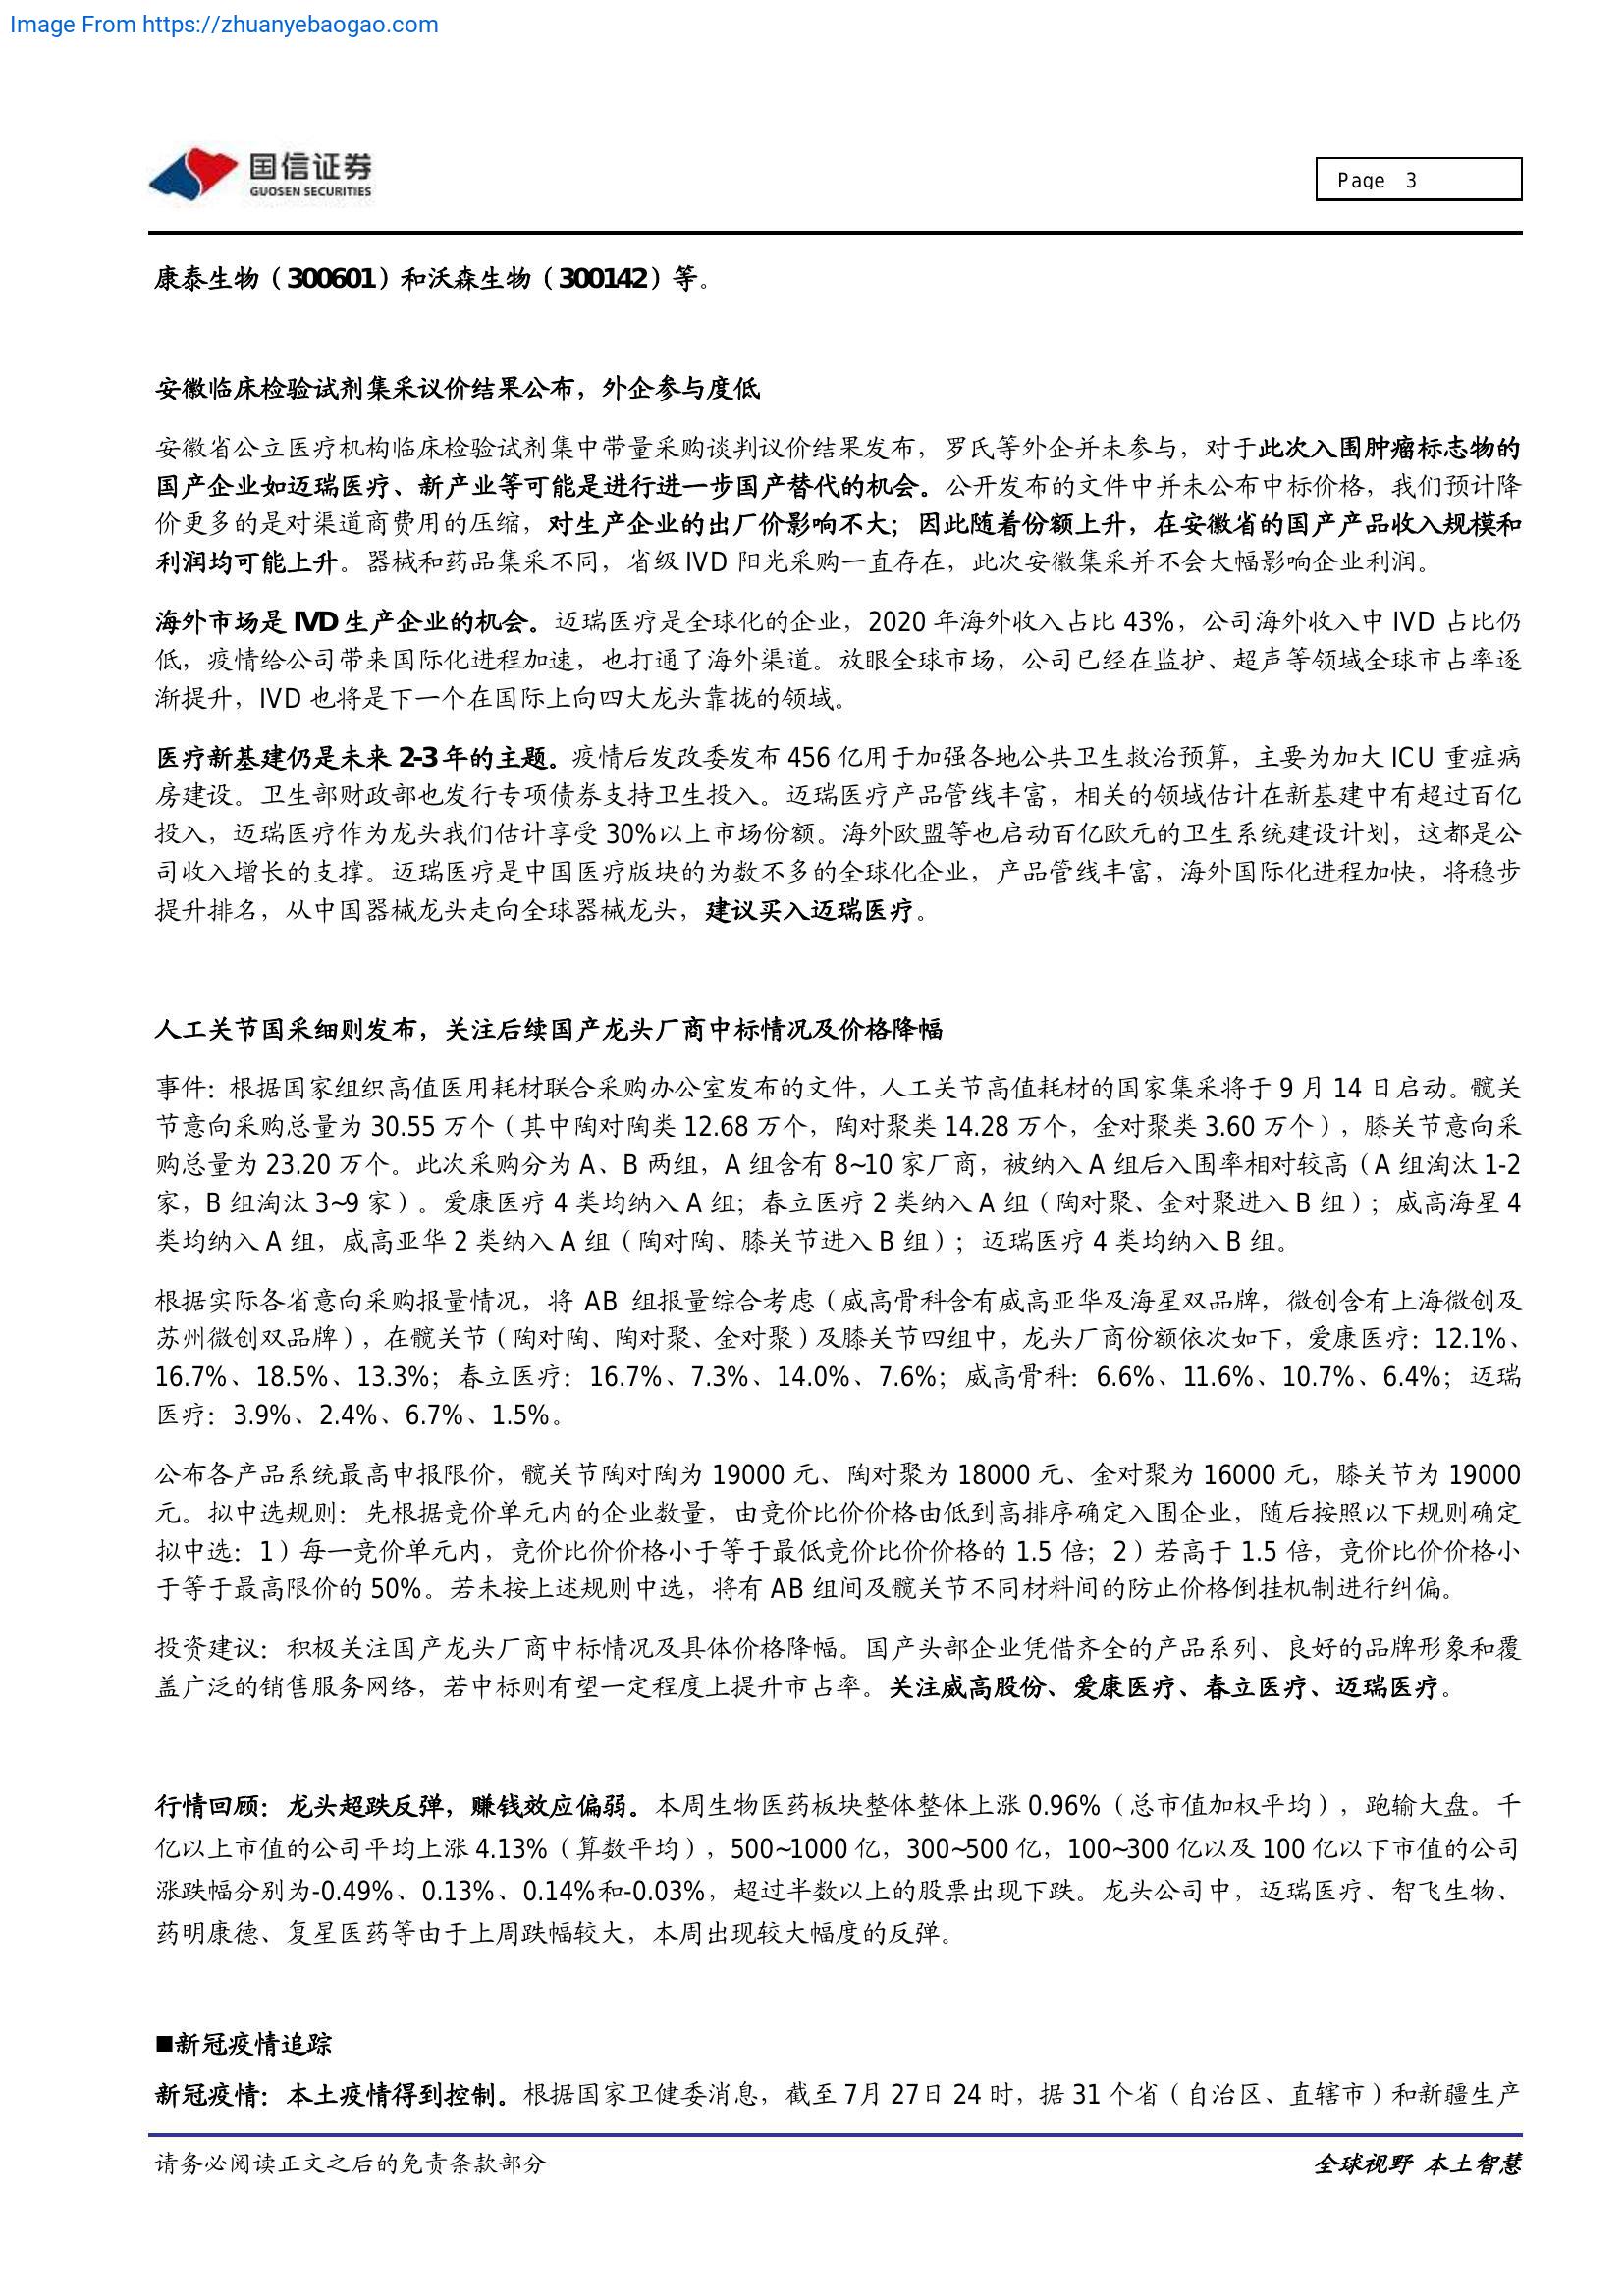 Image From https://zhuanyebaogao.com
国信证券
GUOSEN SECURITIES
Page 3
康泰生物（300601）和沃森生物（300142）等。
安徽临床检验试剂集采议价结果公布，外企参与度低
安徽省公立医疗机构临床检验试剂集中带量采购谈判议价结果发布，罗氏等外企并未参与，对于此次入围肿瘤标志物的
国产企业如迈瑞医疗、新产业等可能是进行进一步国产替代的机会。公开发布的文件中并未公布中标价格，我们预计降
价更多的是对渠道商费用的压缩，对生产企业的出厂价影响不大；因此随着份额上升，在安徽省的国产产品收入规模和
利润均可能上升。器械和药品集采不同，省级 IVD 阳光采购一直存在，此次安徽集采并不会大幅影响企业利润。
海外市场是 IVD 生产企业的机会。迈瑞医疗是全球化的企业，2020 年海外收入占比 43%，公司海外收入中 IVD 占比仍
低，疫情给公司带来国际化进程加速，也打通了海外渠道。放眼全球市场，公司已经在监护、超声等领域全球市占率逐
渐提升，IVD 也将是下一个在国际上向四大龙头靠拢的领域。
医疗新基建仍是未来 2-3 年的主题。疫情后发改委发布 456 亿用于加强各地公共卫生救治预算，主要为加大 ICU 重症病
房建设。卫生部财政部也发行专项债券支持卫生投入。迈瑞医疗产品管线丰富，相关的领域估计在新基建中有超过百亿
投入，迈瑞医疗作为龙头我们估计享受 30%以上市场份额。海外欧盟等也启动百亿欧元的卫生系统建设计划，这都是公
司收入增长的支撑。迈瑞医疗是中国医疗版块的为数不多的全球化企业，产品管线丰富，海外国际化进程加快，将稳步
提升排名，从中国器械龙头走向全球器械龙头，建议买入迈瑞医疗。
人工关节国采细则发布，关注后续国产龙头厂商中标情况及价格降幅
事件：根据国家组织高值医用耗材联合采购办公室发布的文件，人工关节高值耗材的国家集采将于 9 月 14 日启动。髋关
节意向采购总量为 30.55 万个（其中陶对陶类 12.68 万个，陶对聚类 14.28 万个，金对聚类 3.60 万个），膝关节意向采
购总量为 23.20 万个。此次采购分为 A、B 两组，A 组含有 8~10 家厂商，被纳入 A 组后入围率相对较高（A 组淘汰 1-2
家，B 组淘汰 3~9 家）。爱康医疗 4 类均纳入 A 组；春立医疗 2 类纳入 A 组（陶对聚、金对聚进入 B 组）；威高海星 4
类均纳入 A 组，威高亚华 2 类纳入 A 组（陶对陶、膝关节进入 B 组）；迈瑞医疗 4 类均纳入 B 组。
根据实际各省意向采购报量情况，将 AB 组报量综合考虑（威高骨科含有威高亚华及海星双品牌，微创含有上海微创及
苏州微创双品牌），在髋关节（陶对陶、陶对聚、金对聚）及膝关节四组中，龙头厂商份额依次如下，爱康医疗：12.1%、
16.7%、18.5%、13.3%；春立医疗：16.7%、7.3%、14.0%、7.6%；威高骨科：6.6%、11.6%、10.7%、6.4%；迈瑞
医疗：3.9%、2.4%、6.7%、1.5%。
公布各产品系统最高申报限价，髋关节陶对陶为 19000 元、陶对聚为 18000 元、金对聚为 16000 元，膝关节为 19000
元。拟中选规则：先根据竞价单元内的企业数量，由竞价比价价格由低到高排序确定入围企业，随后按照以下规则确定
拟中选：1）每一竞价单元内，竞价比价价格小于等于最低竞价比价价格的 1.5 倍；2）若高于 1.5 倍，竞价比价价格小
于等于最高限价的 50%。若未按上述规则中选，将有 AB 组间及髋关节不同材料间的防止价格倒挂机制进行纠偏。
投资建议：积极关注国产龙头厂商中标情况及具体价格降幅。国产头部企业凭借齐全的产品系列、良好的品牌形象和覆
盖广泛的销售服务网络，若中标则有望一定程度上提升市占率。关注威高股份、爱康医疗、春立医疗、迈瑞医疗。
行情回顾：龙头超跌反弹，赚钱效应偏弱。本周生物医药板块整体整体上涨 0.96%（总市值加权平均），跑输大盘。千
亿以上市值的公司平均上涨 4.13%（算数平均），500~1000 亿，300~500 亿，100~300 亿以及 100 亿以下市值的公司
涨跌幅分别为-0.49%、0.13%、0.14%和-0.03%，超过半数以上的股票出现下跌。龙头公司中，迈瑞医疗、智飞生物、
药明康德、复星医药等由于上周跌幅较大，本周出现较大幅度的反弹。
■新冠疫情追踪
新冠疫情：本土疫情得到控制。根据国家卫健委消息，截至 7月 27日 24 时，据 31 个省（自治区、直辖市）和新疆生产
请务必阅读正文之后的免责条款部分
全球视野 本土智慧